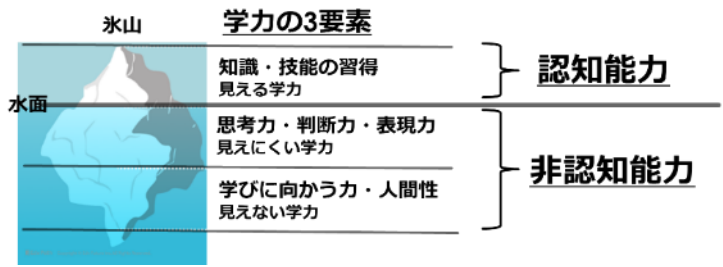 氷山
学力の3要素
知識・技能の習得
見える学力
認知能力
水面
思考力・判断力・表現力
見えにくい学力
非認知能力
学びに向かう力・人間性
見えない学力